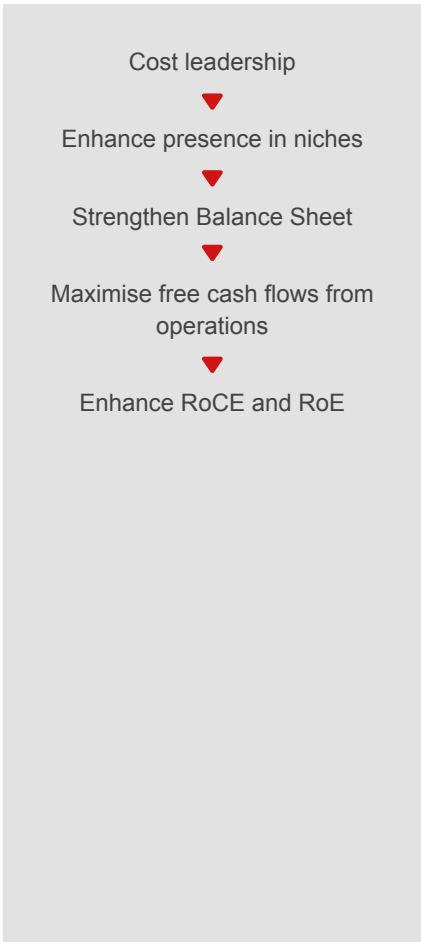 Cost leadership
Enhance presence in niches
Strengthen Balance Sheet
Maximise free cash flows from
operations
Enhance RoCE and RoE